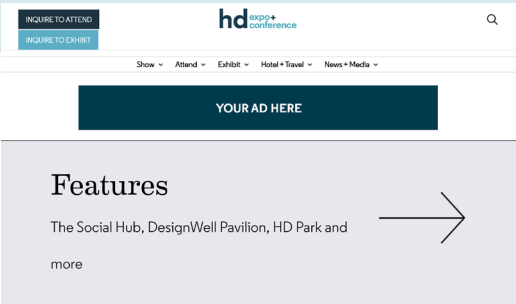 INQUIRE TO ATTEND
INQUIRE TO EXHIBIT
hd expo+
conference
Show Attend Exhibit Hotel + Travel News + Media
YOUR AD HERE
Features
The Social Hub, DesignWell Pavilion, HD Park and
more